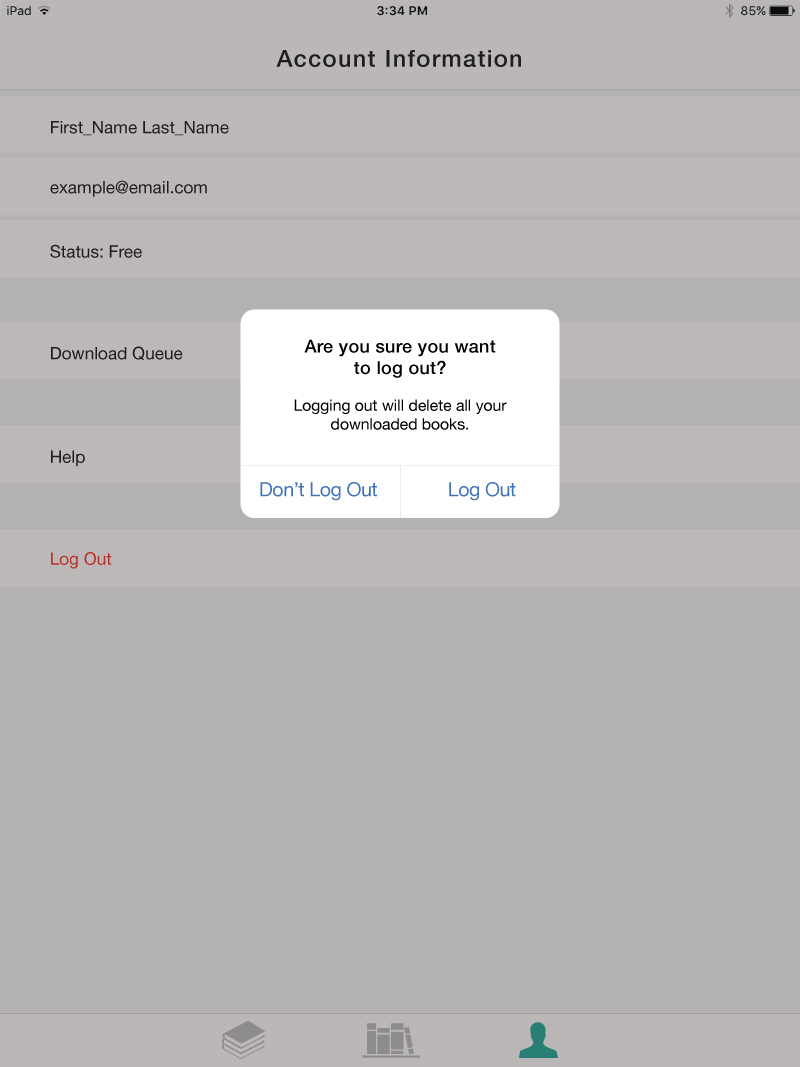 iPad 3:34 PM 85%
Account Information
First_Name Last_Name
example@email.com
Status: Free
Download Queue
Are you sure you want
to log out?
Logging out will delete all your
downloaded books.
Help
Don’t Log Out Log Out
Log Out